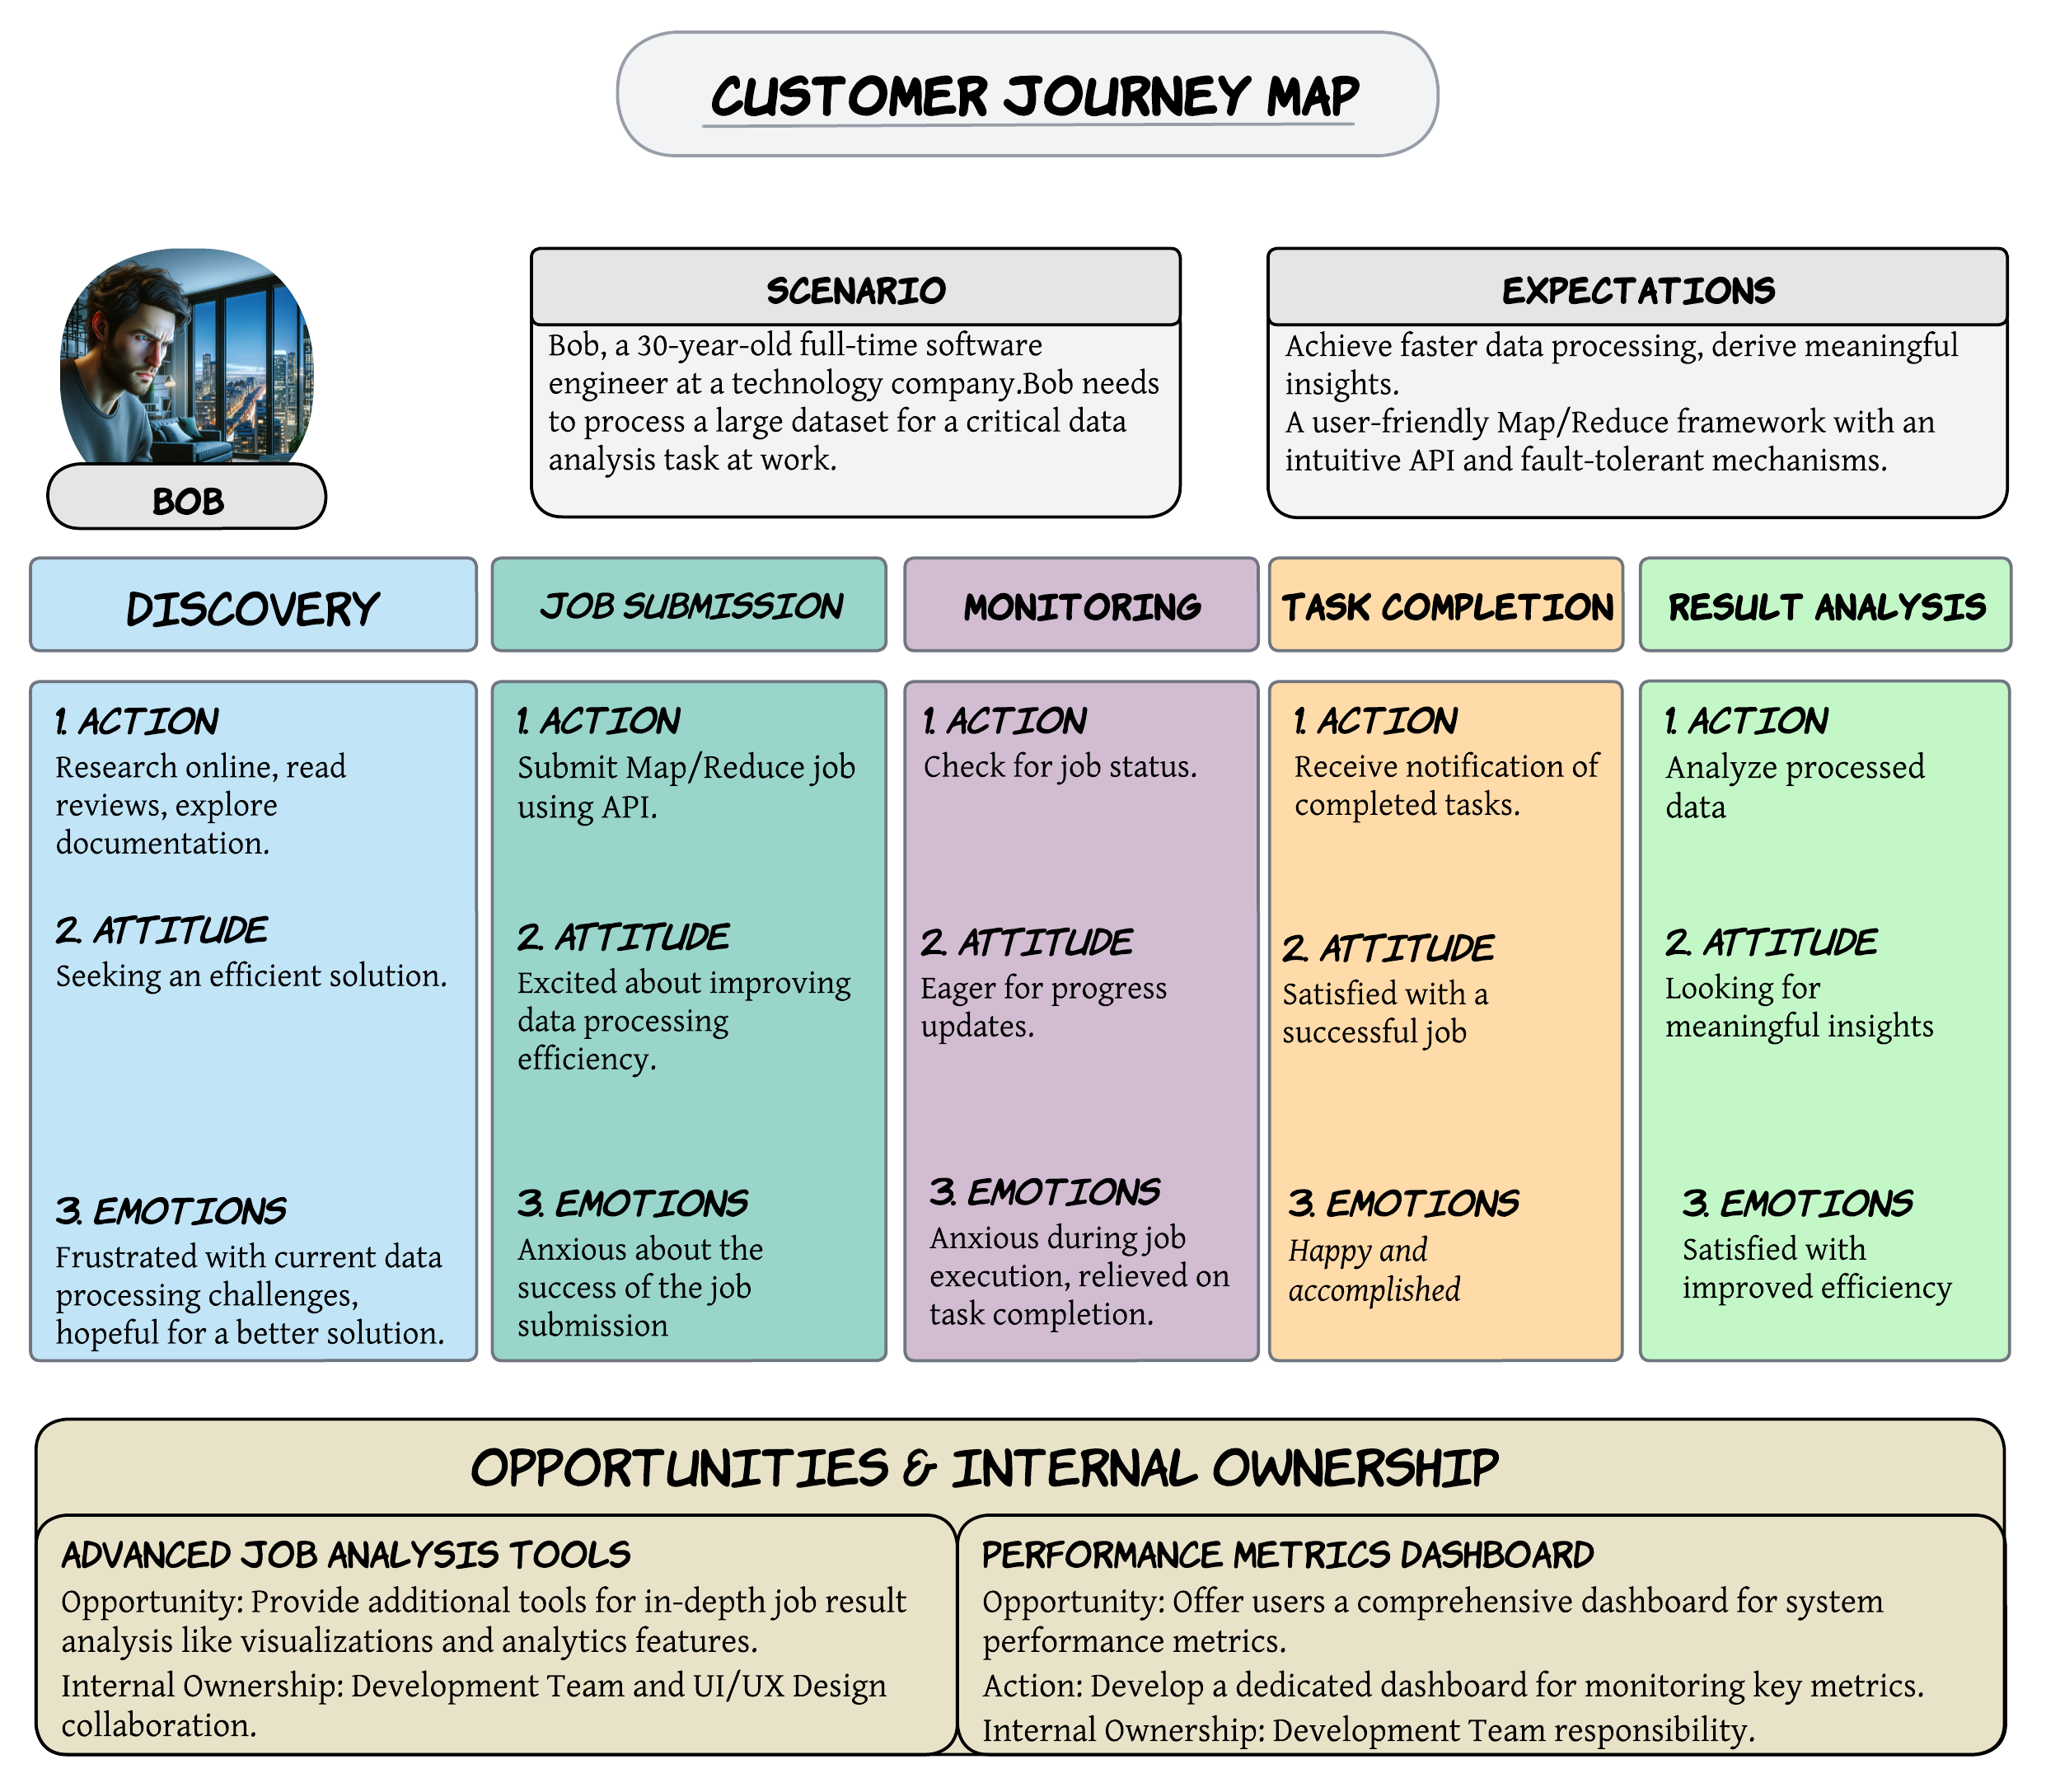 CUSTOMER JOURNEY MAP
BOB
SCENARIO
Bob, a 30-year-old full-time software
engineer at a technology company.Bob needs
to process a large dataset for a critical data
analysis task at work.
EXPECTATIONS
Achieve faster data processing, derive meaningful
insights.
A user-friendly Map/Reduce framework with an
intuitive API and fault-tolerant mechanisms.
DISCOVERY
1. ACTION
Research online, read
reviews, explore
documentation.
2. ATTITUDE
Seeking an efficient solution.
3. EMOTIONS
Frustrated with current data
processing challenges,
hopeful for a better solution.
JOB SUBMISSION
1. ACTION
Submit Map/Reduce job
using API.
2. ATTITUDE
Excited about improving
data processing
efficiency.
3. EMOTIONS
Anxious about the
success of the job
submission
MONITORING
1. ACTION
Check for job status.
2. ATTITUDE
Eager for progress
updates.
3. EMOTIONS
Anxious during job
execution, relieved on
task completion.
TASK COMPLETION
1. ACTION
Receive notification of
completed tasks.
2. ATTITUDE
Satisfied with a
successful job
3. EMOTIONS
Happy and
accomplished
RESULT ANALYSIS
1. ACTION
Analyze processed
data
2. ATTITUDE
Looking for
meaningful insights
3. EMOTIONS
Satisfied with
improved efficiency
OPPORTUNITIES & INTERNAL OWNERSHIP
ADVANCED JOB ANALYSIS TOOLS
Opportunity: Provide additional tools for in-depth job result
analysis like visualizations and analytics features.
Internal Ownership: Development Team and UI/UX Design
collaboration.
PERFORMANCE METRICS DASHBOARD
Opportunity: Offer users a comprehensive dashboard for system
performance metrics.
Action: Develop a dedicated dashboard for monitoring key metrics.
Internal Ownership: Development Team responsibility.